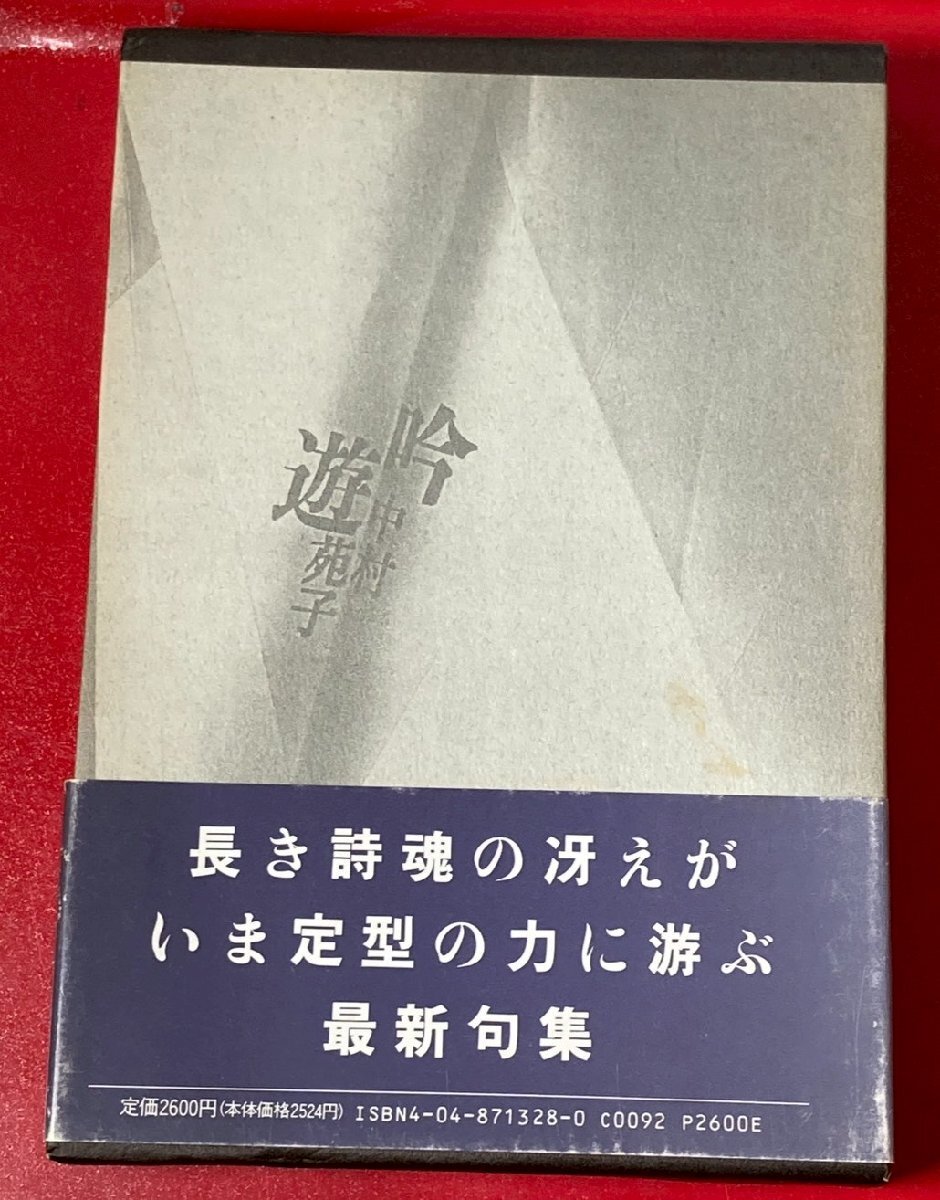 吟遊
中村苑子
長き詩魂の冴えが
いま定型の力に游ぶ
最新句集
定価2600円(本体価格2524円) ISBN4-04-871328-0 C0092 P2600E